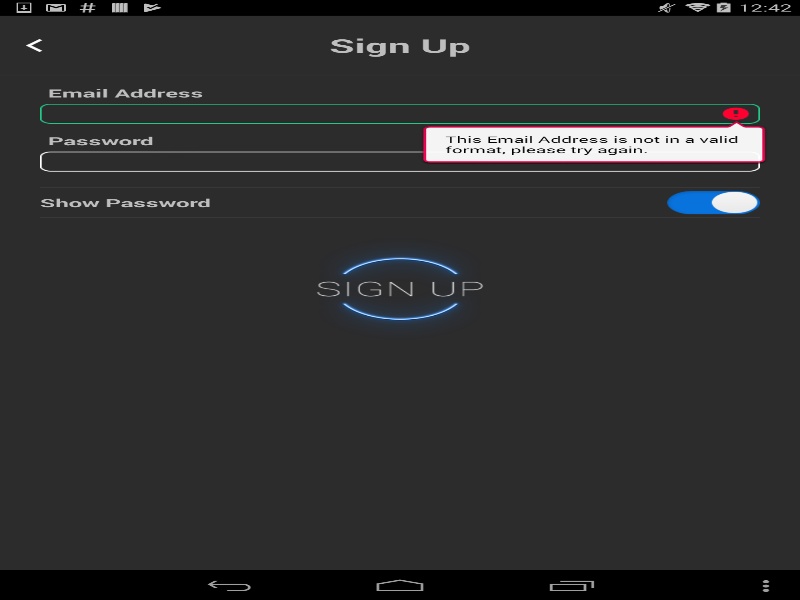 12:42
Sign Up
Email Address
This Email Address is not in a valid
format, please try again.
Password
Show Password
SIGN UP